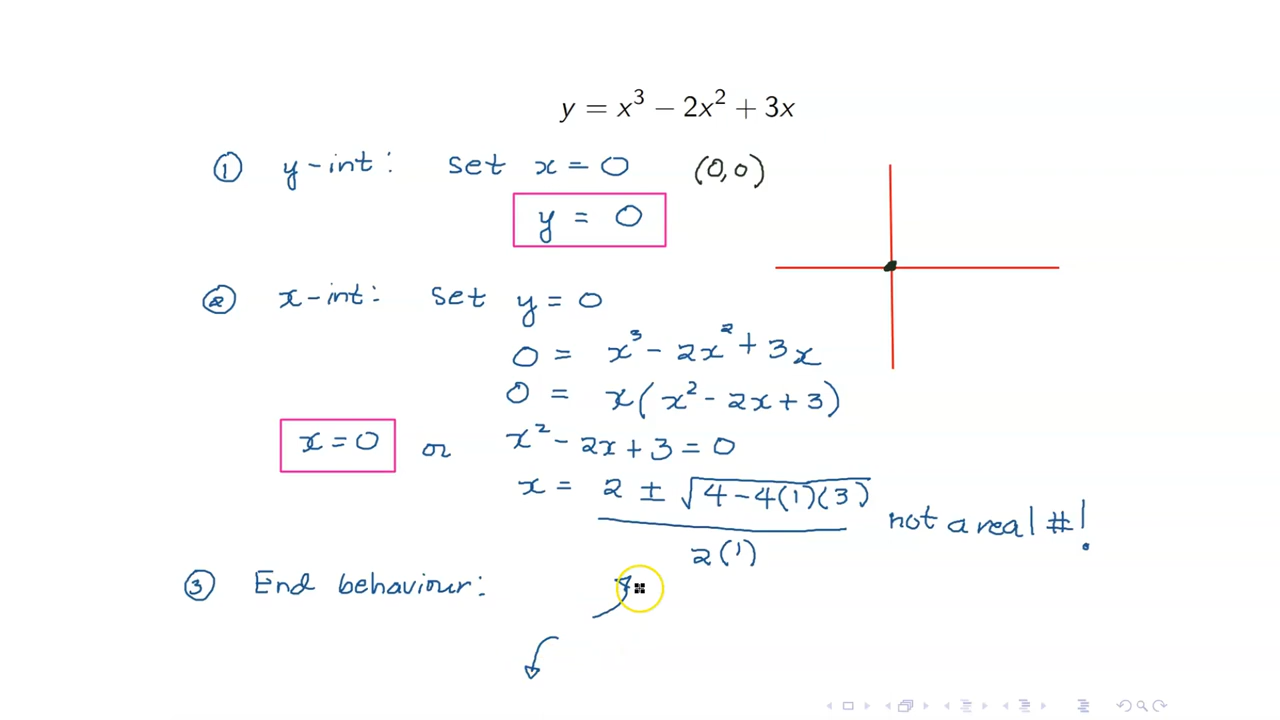 y = x³ − 2x² + 3x
① y-int: set x = 0 (0,0)
y = 0
② x-int: set y = 0
0 = x³ − 2x² + 3x
0 = x(x² − 2x + 3)
x = 0 or x² − 2x + 3 = 0
x = 2 ± √4 − 4(1)(3) not a real #!
2(1)
③ End behaviour: